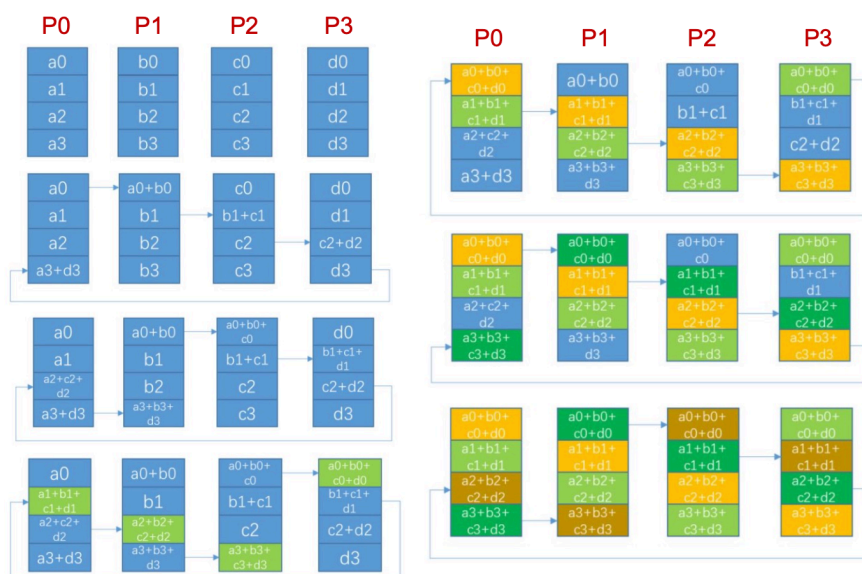 P0 P1 P2 P3
a0 b0 c0 d0
a1 b1 c1 d1
a2 b2 c2 d2
a3 b3 c3 d3
a0 a0+b0 c0 d0
a1 b1 b1+c1 d1
a2 b2 c2 c2+d2
a3+d3 b3 c3 d3
a0 a0+b0 a0+b0+ c0 d0
a1 b1 b1+c1 b1+c1+ d1
a2+c2+ d2 b2 c2 c2+d2
a3+d3 a3+b3+ d3 c3 d3
a0 a0+b0 a0+b0+ c0 a0+b0+ c0+d0
a1+b1+ c1+d1 b1 b1+c1 b1+c1+ d1
a2+c2+ d2 a2+b2+ c2+d2 c2 c2+d2
a3+d3 a3+b3+ d3 a3+b3+ c3+d3 d3
P0 P1 P2 P3
a0+b0+ c0+d0 a0+b0 a0+b0+ c0 a0+b0+ c0+d0
a1+b1+ c1+d1 a1+b1+ c1+d1 b1+c1 b1+c1+ d1
a2+c2+ d2 a2+b2+ c2+d2 a2+b2+ c2+d2 c2+d2
a3+d3 a3+b3+ d3 a3+b3+ c3+d3 a3+b3+ c3+d3
a0+b0+ c0+d0 a0+b0+ c0+d0 a0+b0+ c0 a0+b0+ c0+d0
a1+b1+ c1+d1 a1+b1+ c1+d1 a1+b1+ c1+d1 b1+c1+ d1
a2+c2+ d2 a2+b2+ c2+d2 a2+b2+ c2+d2 a2+b2+ c2+d2
a3+b3+ c3+d3 a3+b3+ d3 a3+b3+ c3+d3 a3+b3+ c3+d3
a0+b0+ c0+d0 a0+b0+ c0+d0 a0+b0+ c0+d0 a0+b0+ c0+d0
a1+b1+ c1+d1 a1+b1+ c1+d1 a1+b1+ c1+d1 a1+b1+ c1+d1
a2+b2+ c2+d2 a2+b2+ c2+d2 a2+b2+ c2+d2 a2+b2+ c2+d2
a3+b3+ c3+d3 a3+b3+ c3+d3 a3+b3+ c3+d3 a3+b3+ c3+d3